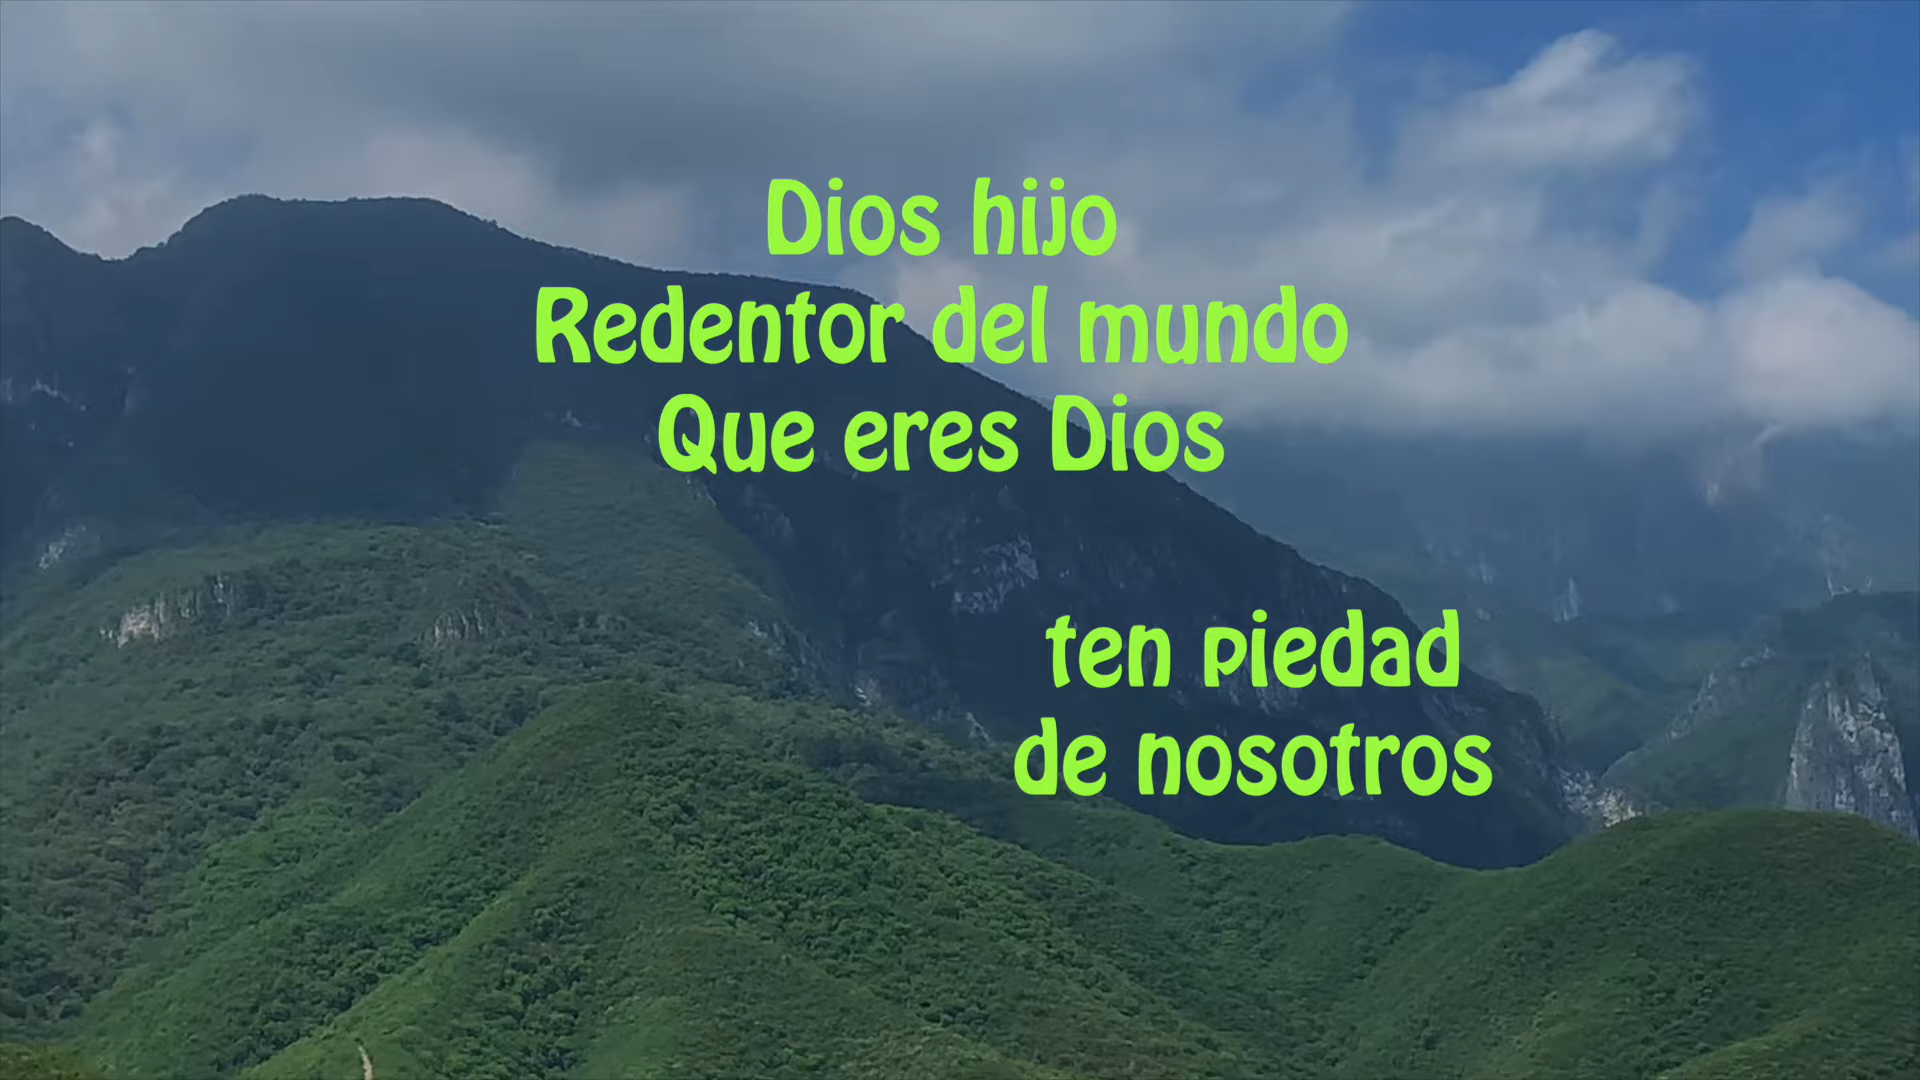 Dios hijo
Redentor del mundo
Que eres Dios
ten piedad
de nosotros